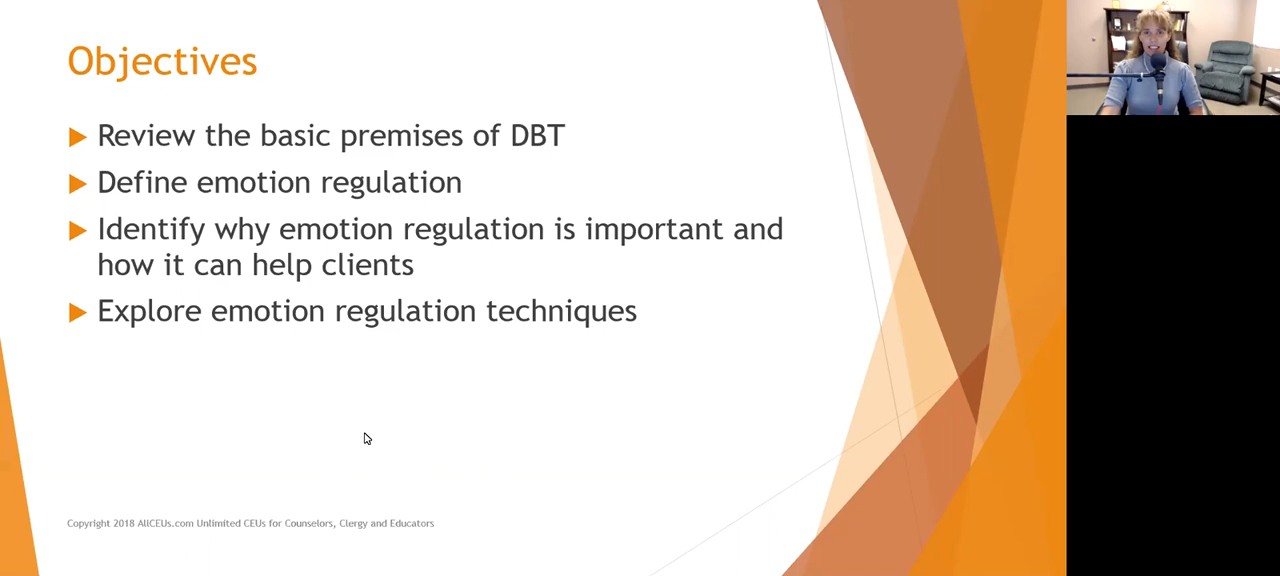 Objectives
Review the basic premises of DBT
Define emotion regulation
Identify why emotion regulation is important and
how it can help clients
Explore emotion regulation techniques
Copyright 2018 AllCEUs.com Unlimited CEUs for Counselors, Clergy and Educators